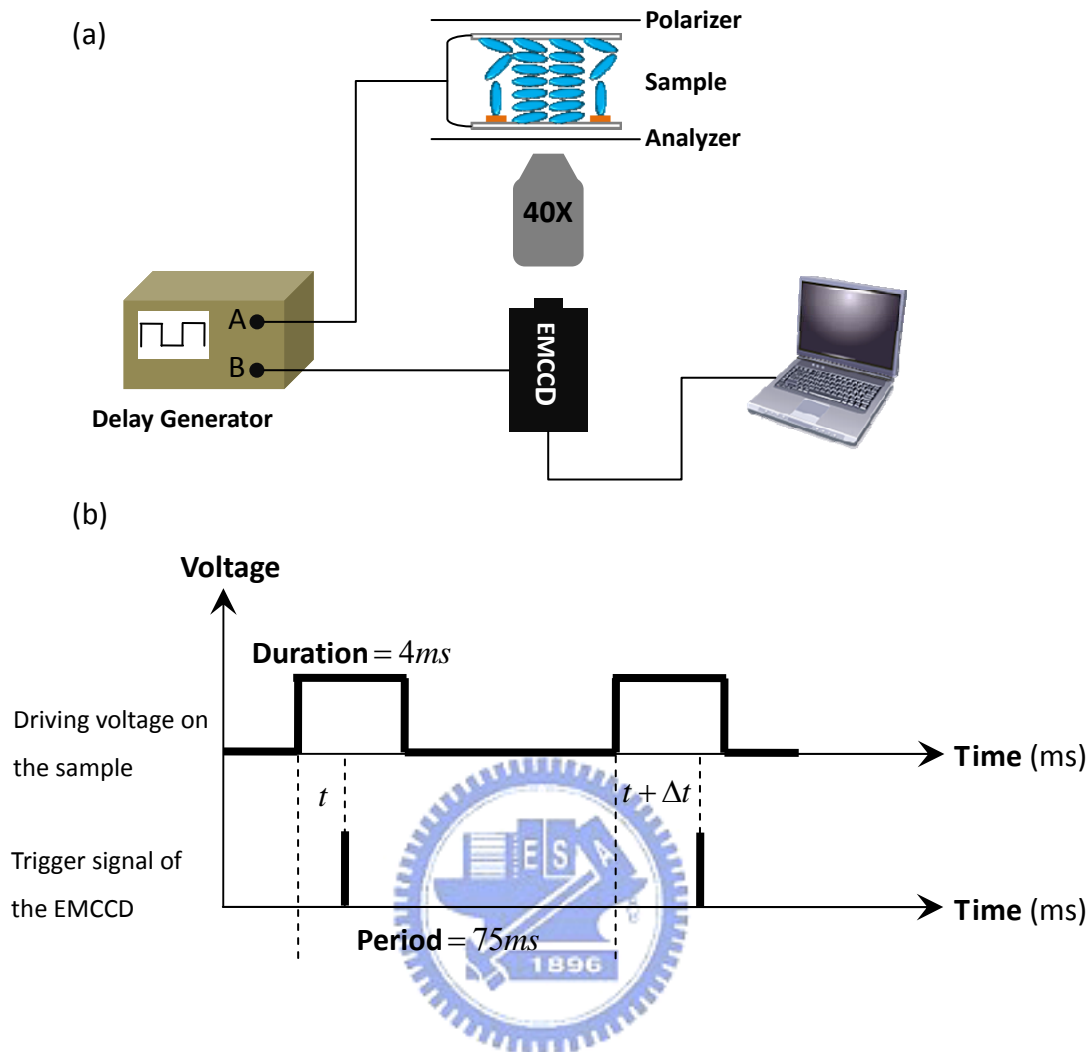 (a)
Polarizer
Sample
Analyzer
40X
A
B
EMCCD
Delay Generator
(b)
Voltage
Duration = 4ms
Driving voltage on
the sample
Time (ms)
t
t + Δt
Trigger signal of
the EMCCD
Time (ms)
Period = 75ms
E S A
1896